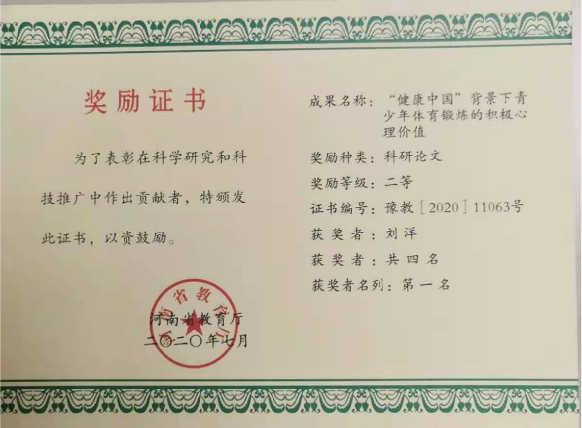 奖励证书
为了表彰在科学研究和科
技推广中作出贡献者，特颁发
此证书，以资鼓励。
河南省教育厅
河南省教育厅
二〇二〇年七月
成果名称：“健康中国”背景下青
少年体育锻炼的积极心
理价值
奖励种类：科研论文
奖励等级：二等
证书编号：豫教［2020］11063号
获奖者：刘洋
获奖者：共四名
获奖者名列：第一名